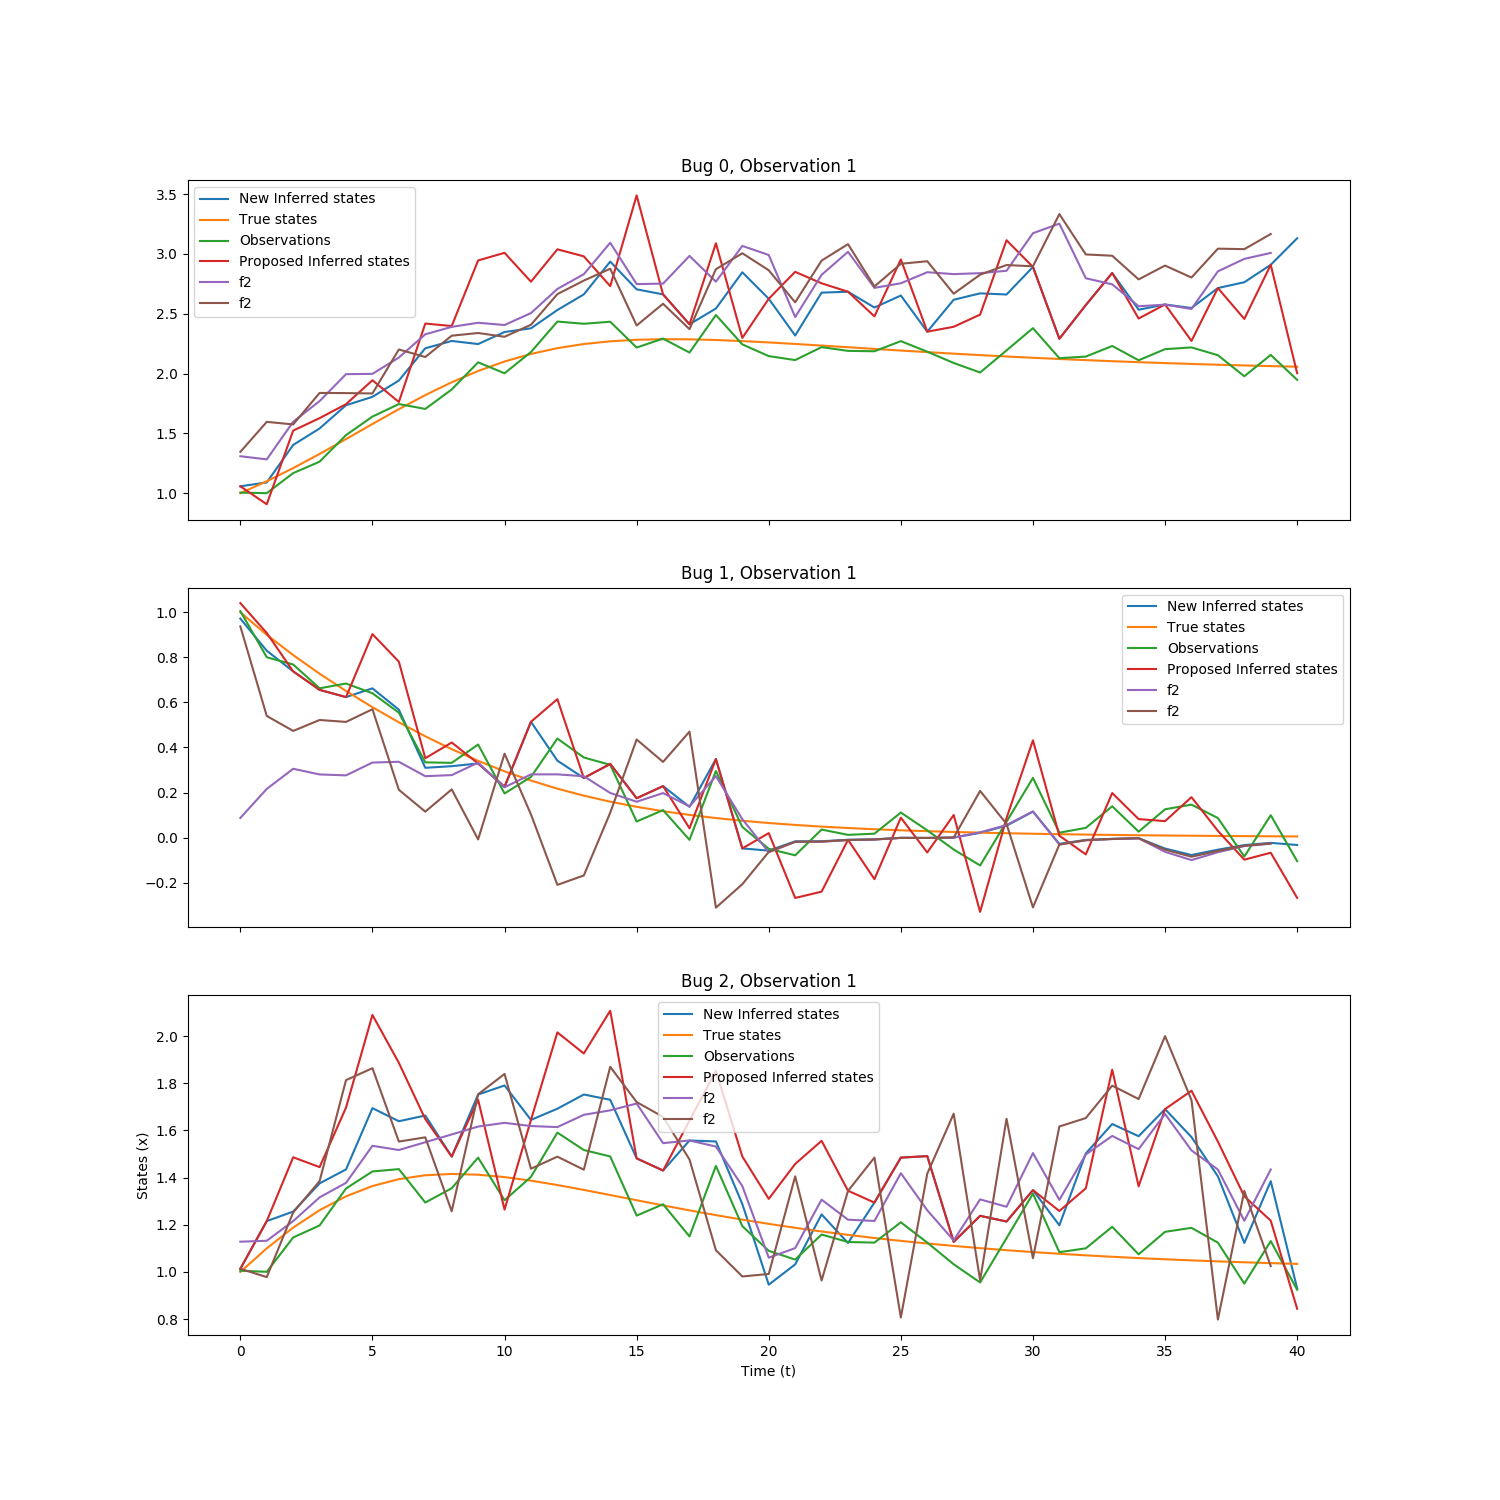 Bug 0, Observation 1
3.5
3.0
2.5
2.0
1.5
1.0
New Inferred states
True states
Observations
Proposed Inferred states
f2
f2
Bug 1, Observation 1
1.0
0.8
0.6
0.4
0.2
0.0
−0.2
New Inferred states
True states
Observations
Proposed Inferred states
f2
f2
Bug 2, Observation 1
States (x)
2.0
1.8
1.6
1.4
1.2
1.0
0.8
New Inferred states
True states
Observations
Proposed Inferred states
f2
f2
0 5 10 15 20 25 30 35 40
Time (t)